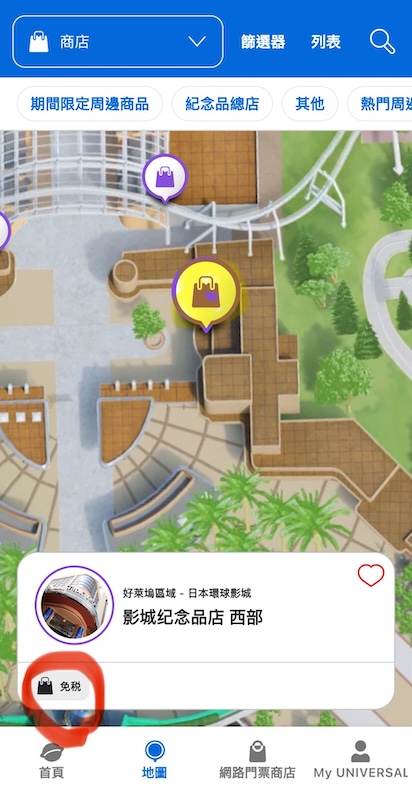 商店
篩選器
列表
期間限定周邊商品
紀念品總店
其他
熱門周邊
好萊塢區域 - 日本環球影城
影城纪念品店 西部
免税
首頁
地圖
網路門票商店
My UNIVERSAL